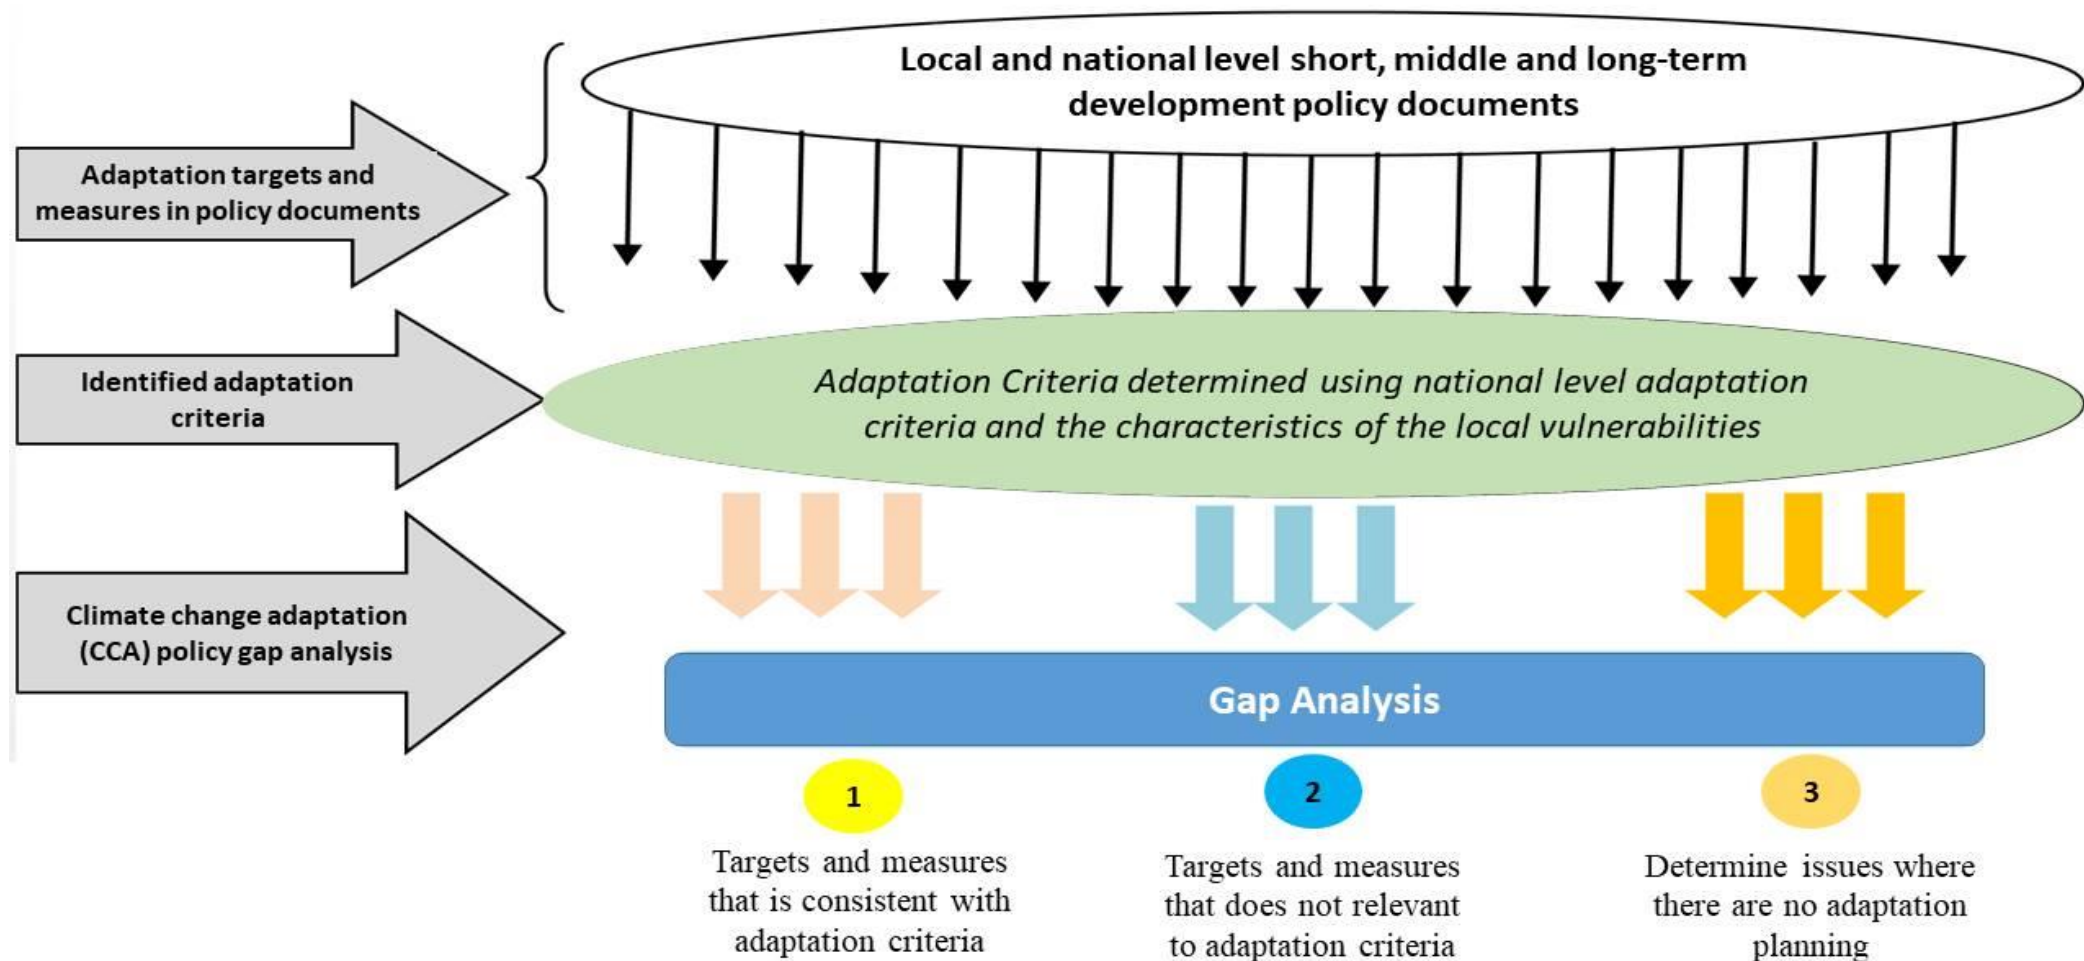 Local and national level short, middle and long-term
development policy documents
Adaptation targets and
measures in policy documents
Identified adaptation
criteria
Adaptation Criteria determined using national level adaptation
criteria and the characteristics of the local vulnerabilities
Climate change adaptation
(CCA) policy gap analysis
Gap Analysis
1
Targets and measures
that is consistent with
adaptation criteria
2
Targets and measures
that does not relevant
to adaptation criteria
3
Determine issues where
there are no adaptation
planning